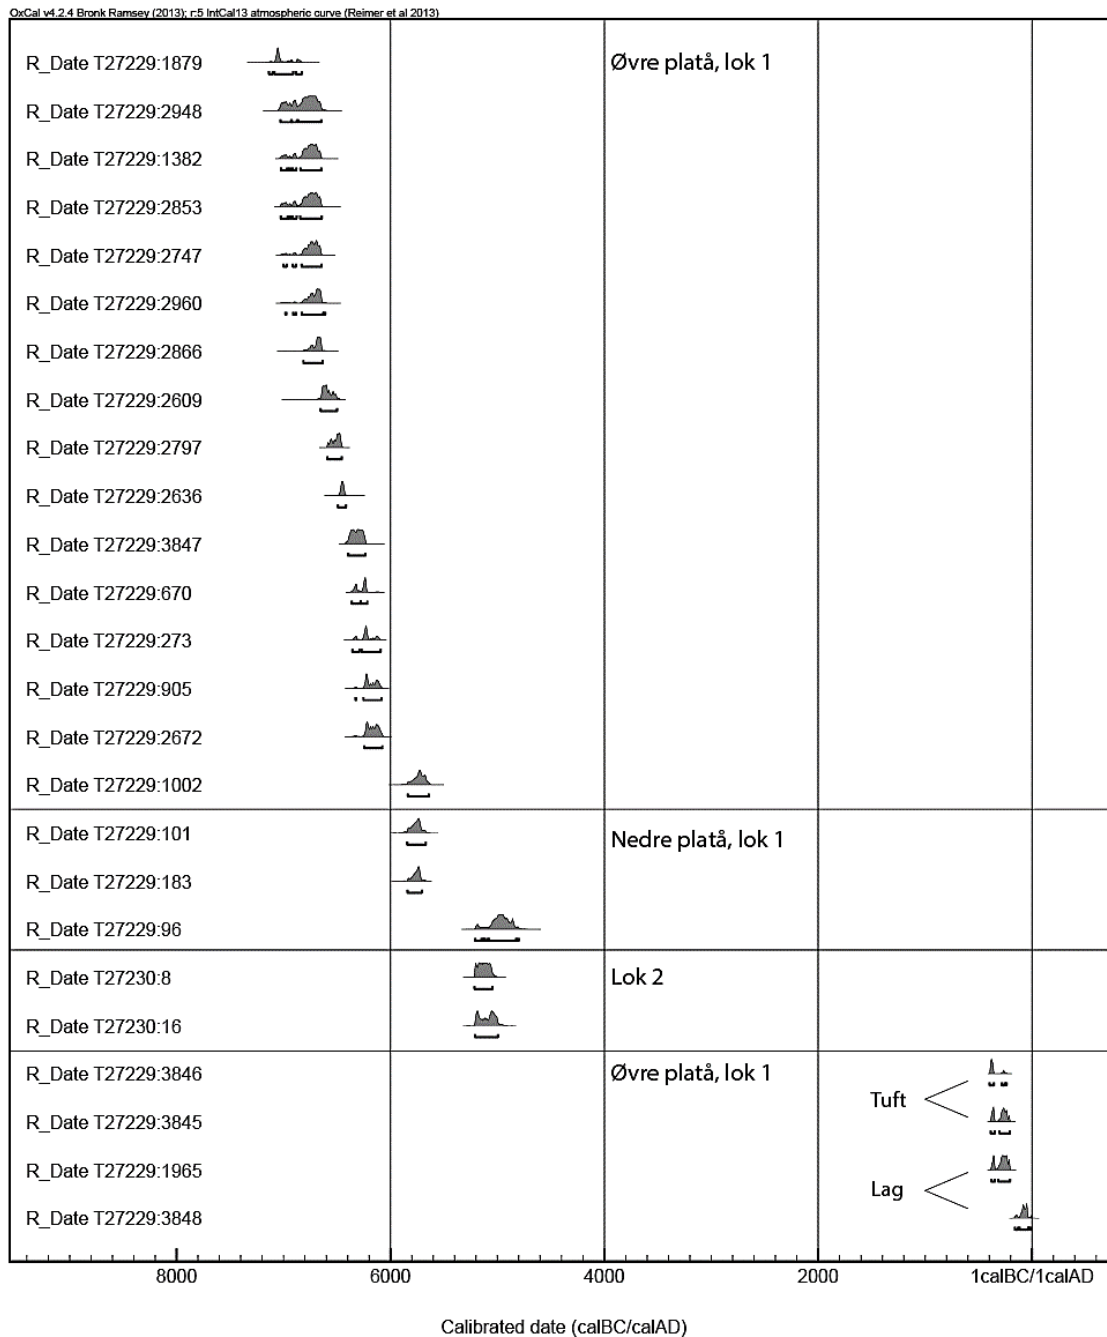 OxCal v4.2.4 Bronk Ramsey (2013); r:5 IntCal13 atmospheric curve (Reimer et al 2013)
R_Date T27229:1879 Øvre platå, lok 1
R_Date T27229:2948
R_Date T27229:1382
R_Date T27229:2853
R_Date T27229:2747
R_Date T27229:2960
R_Date T27229:2866
R_Date T27229:2609
R_Date T27229:2797
R_Date T27229:2636
R_Date T27229:3847
R_Date T27229:670
R_Date T27229:273
R_Date T27229:905
R_Date T27229:2672
R_Date T27229:1002
R_Date T27229:101 Nedre platå, lok 1
R_Date T27229:183
R_Date T27229:96
R_Date T27230:8 Lok 2
R_Date T27230:16
R_Date T27229:3846 Øvre platå, lok 1
Tuft
R_Date T27229:3845
R_Date T27229:1965
Lag
R_Date T27229:3848
8000 6000 4000 2000 1calBC/1calAD
Calibrated date (calBC/calAD)